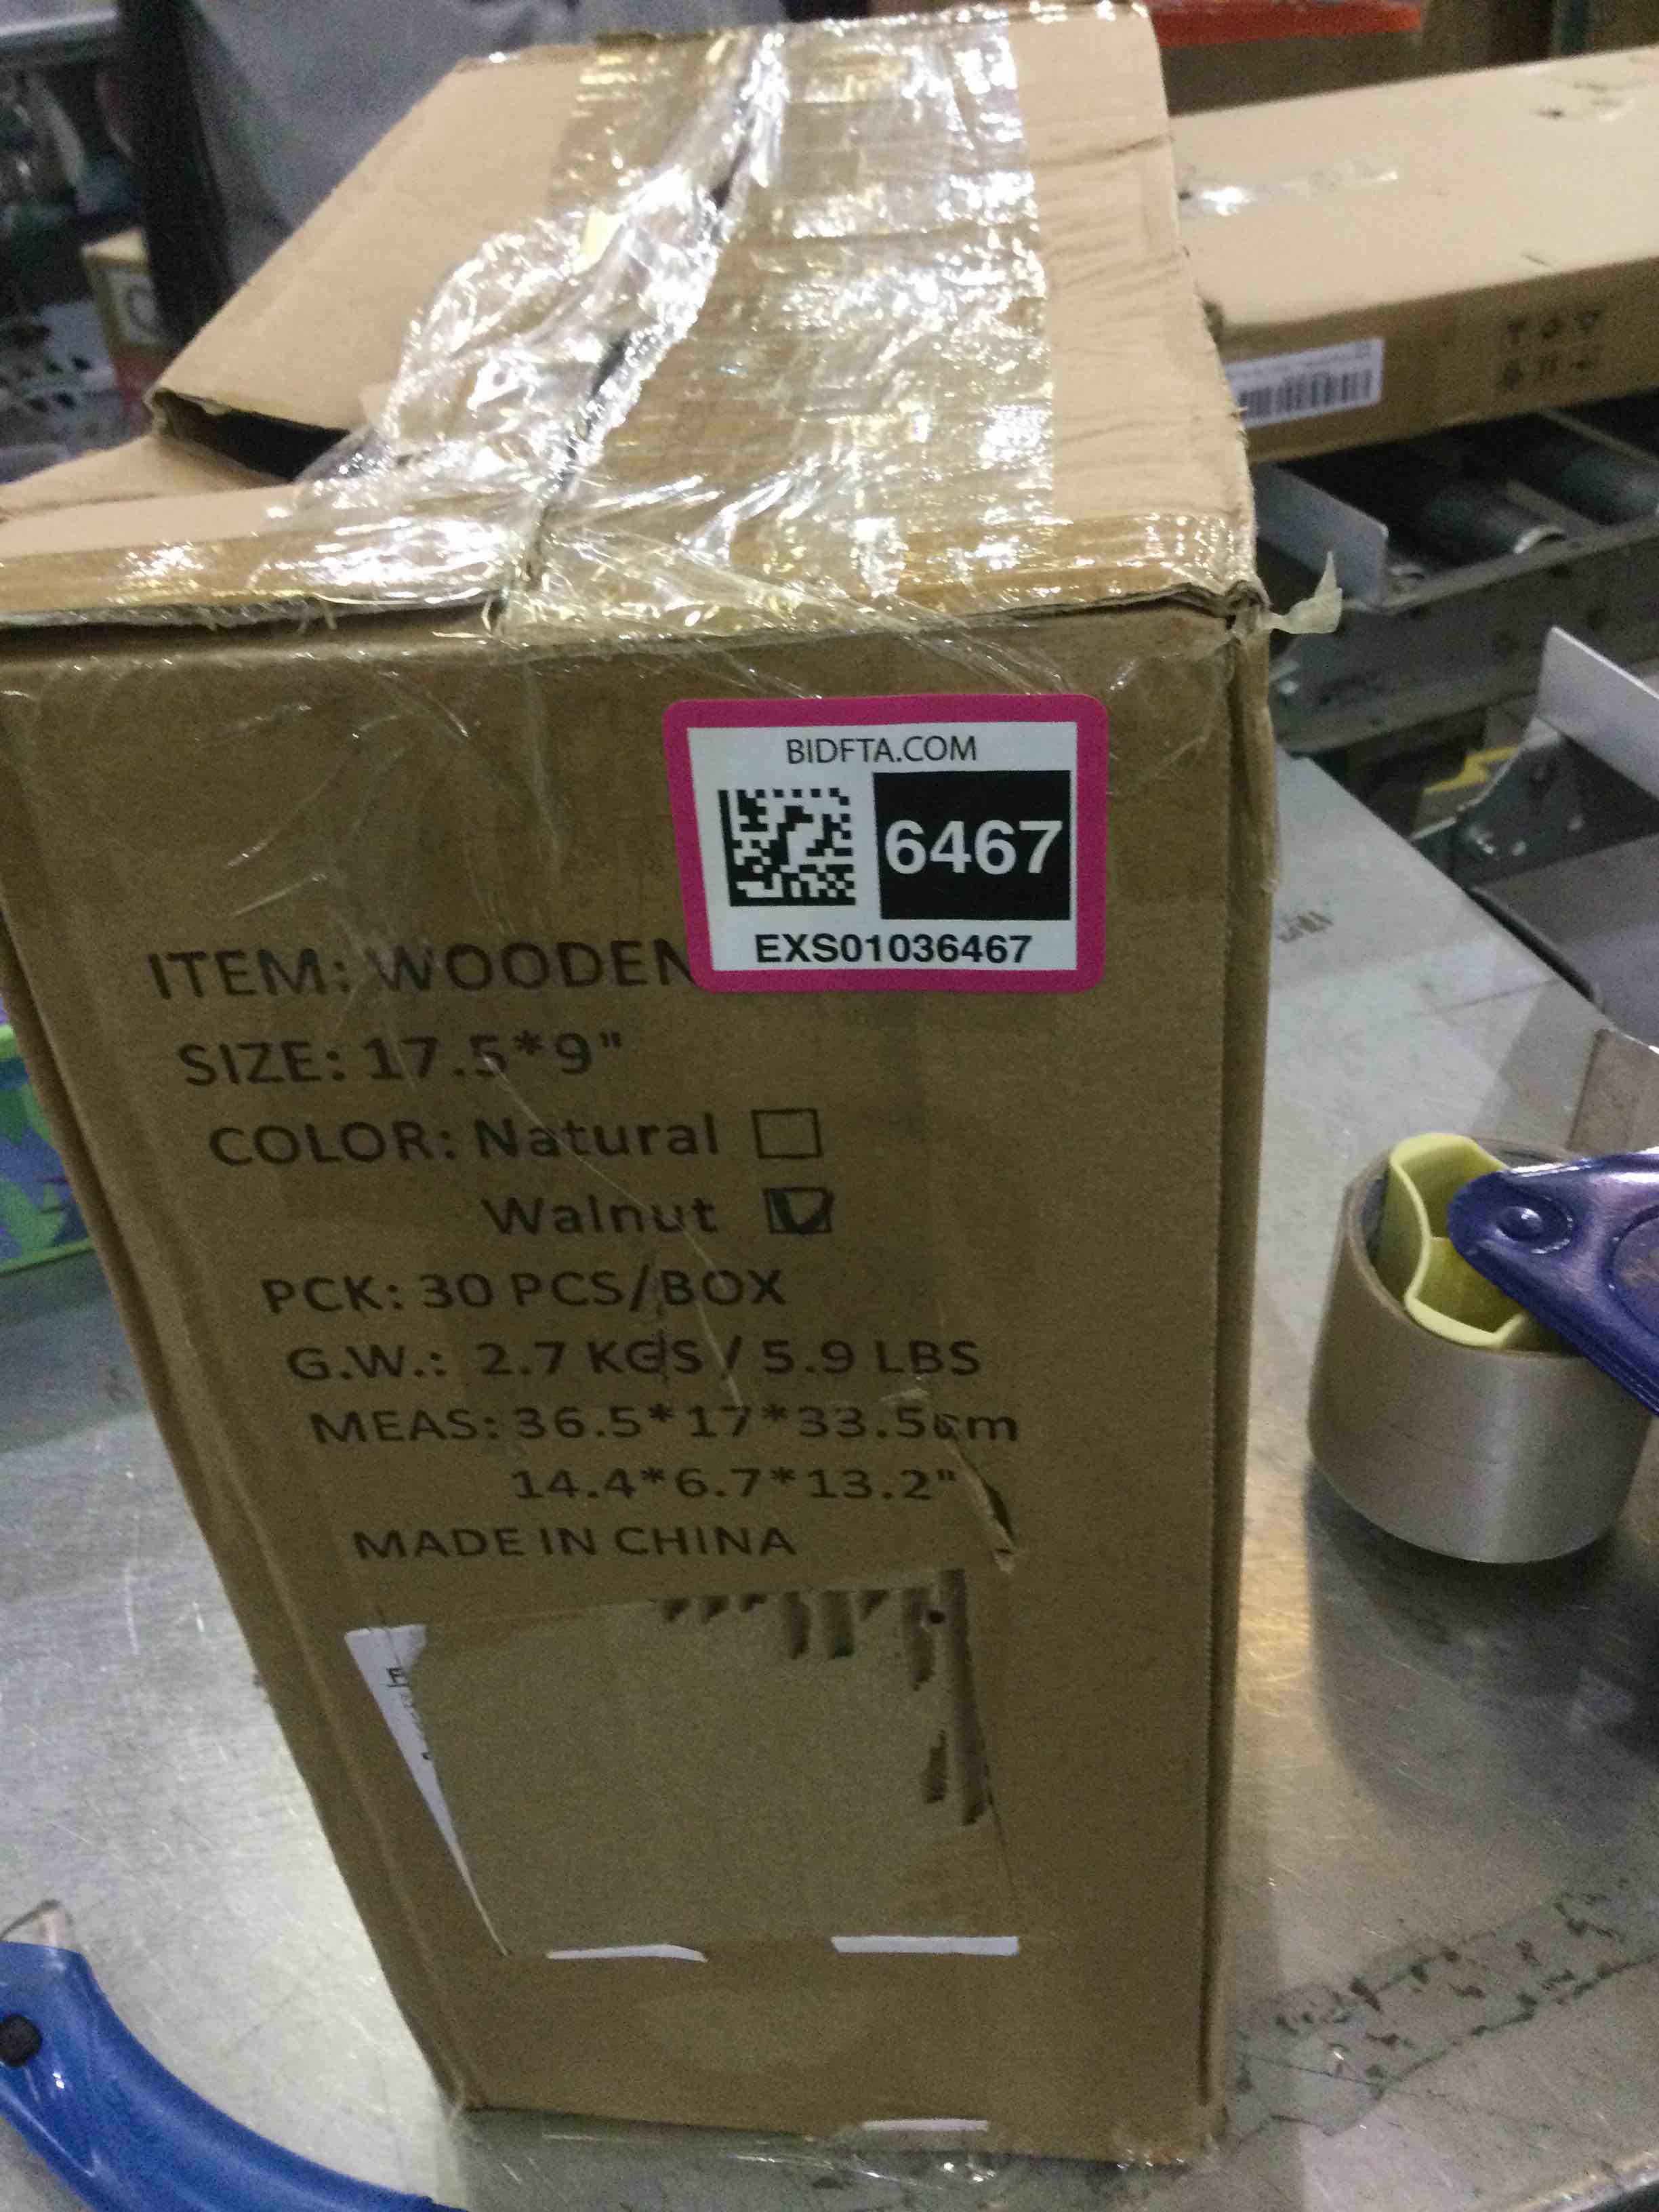 BIDFTA.COM
6467
EXS01036467
ITEM: WOODEN
SIZE: 17.5*9"
COLOR: Natural
Walnut
PCK: 30 PCS/BOX
G.W.: 2.7 KGS / 5.9 LBS
MEAS: 36.5*17*33.5cm
14.4*6.7*13.2"
MADE IN CHINA